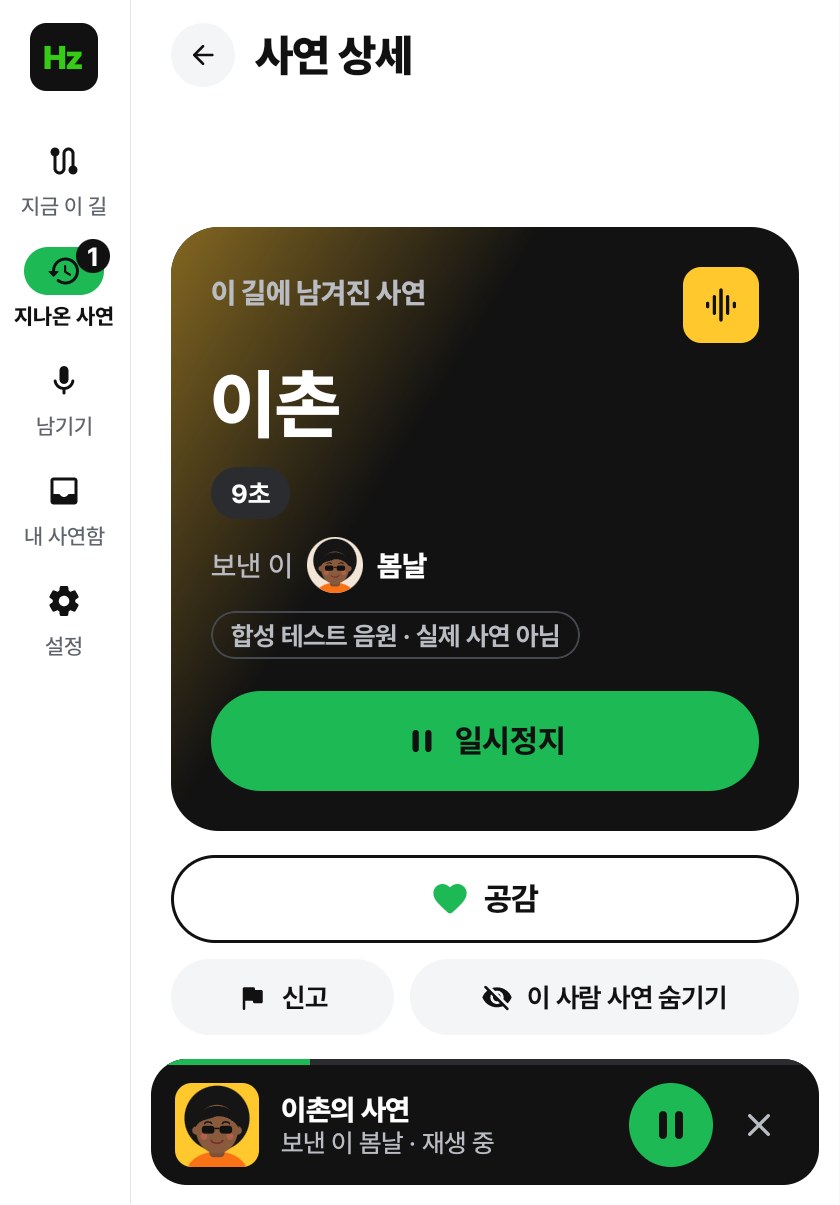 Hz
사연 상세
지금 이 길
1
지나온 사연
남기기
내 사연함
설정
이 길에 남겨진 사연
이촌
9초
보낸 이 봄날
합성 테스트 음원 · 실제 사연 아님
일시정지
공감
신고
이 사람 사연 숨기기
이촌의 사연
보낸 이 봄날 · 재생 중